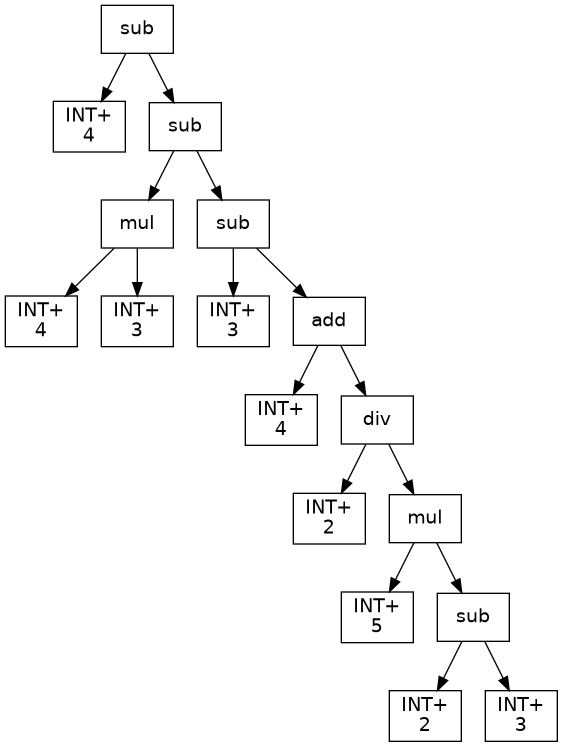 sub
INT+
4
sub
mul
sub
INT+
4
INT+
3
INT+
3
add
INT+
4
div
INT+
2
mul
INT+
5
sub
INT+
2
INT+
3